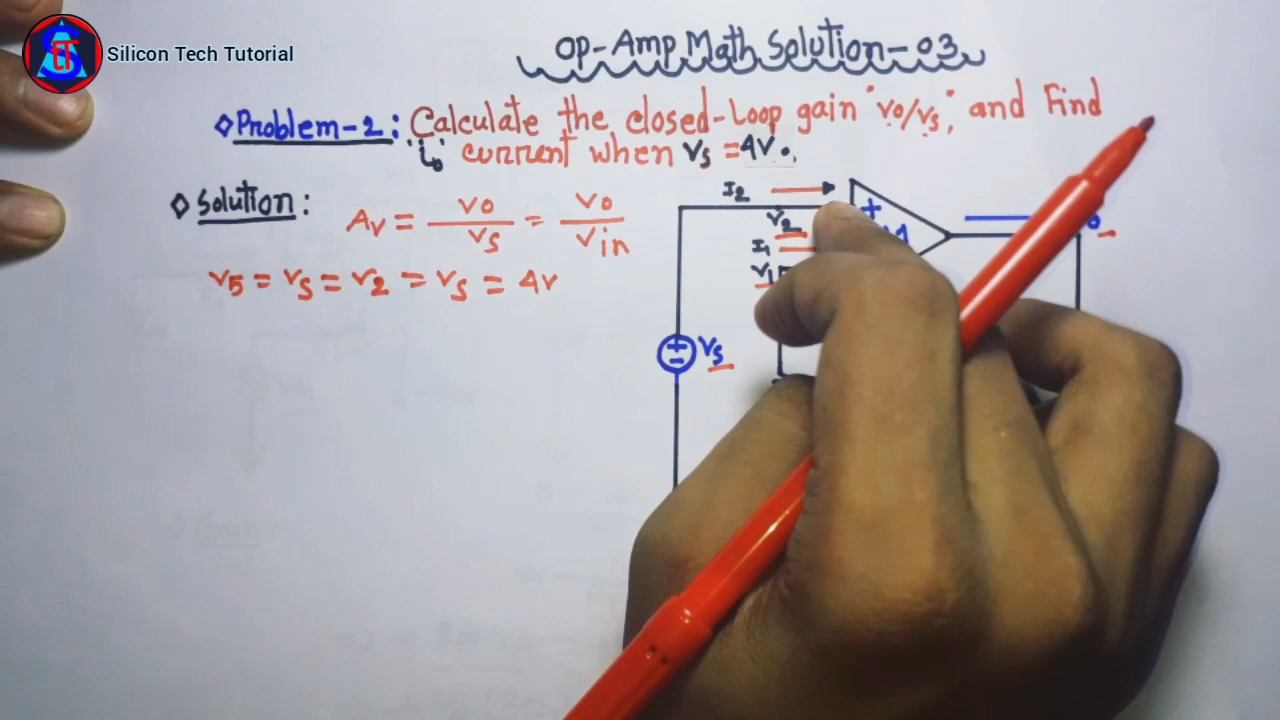 Silicon Tech Tutorial
Op-Amp Math Solution-03
Problem-2: Calculate the closed-Loop gain "vo/vs", and Find
io current when vs = 4V.
Solution:
Av = vo/vs = vo/vin
v5 = vs = v2 = vs = 4v
I2
v2
I1
v1
+
vs
+
-